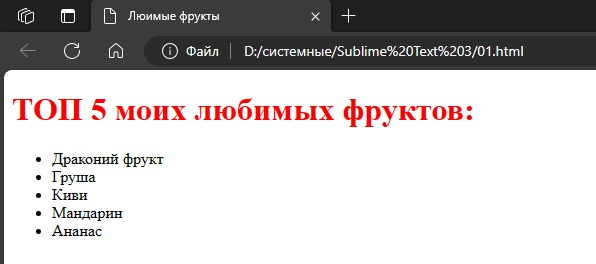 Люимые фрукты
Файл
D:/системные/Sublime%20Text%203/01.html
ТОП 5 моих любимых фруктов:
Драконий фрукт
Груша
Киви
Мандарин
Ананас